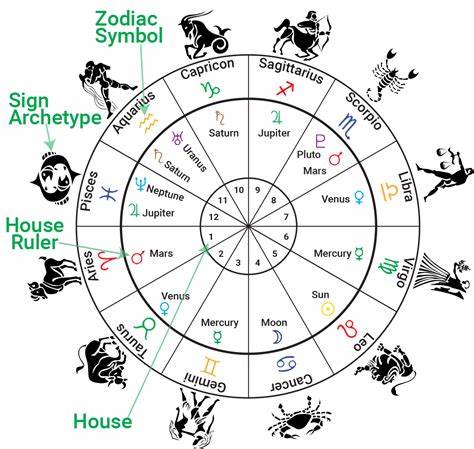 Zodiac
Symbol
Sign
Archetype
House
Ruler
House
Capricorn
Sagittarius
Scorpio
Libra
Virgo
Leo
Cancer
Gemini
Taurus
Aries
Pisces
Aquarius
Saturn
Jupiter
Pluto
Mars
Venus
Mercury
Sun
Moon
Mercury
Venus
Mars
Neptune
Jupiter
Uranus
Saturn
10
9
8
7
6
5
4
3
2
1
12
11